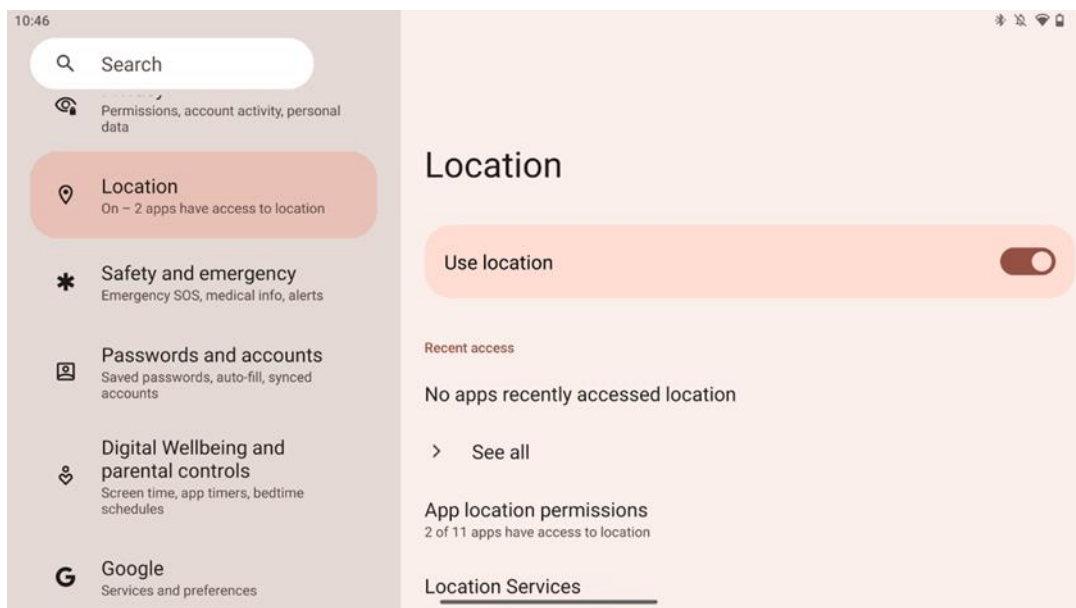 10:46
Search
Permissions, account activity, personal
data
Location
On – 2 apps have access to location
Safety and emergency
Emergency SOS, medical info, alerts
Passwords and accounts
Saved passwords, auto-fill, synced
accounts
Digital Wellbeing and
parental controls
Screen time, app timers, bedtime
schedules
Google
Services and preferences
Location
Use location
Recent access
No apps recently accessed location
See all
App location permissions
2 of 11 apps have access to location
Location Services